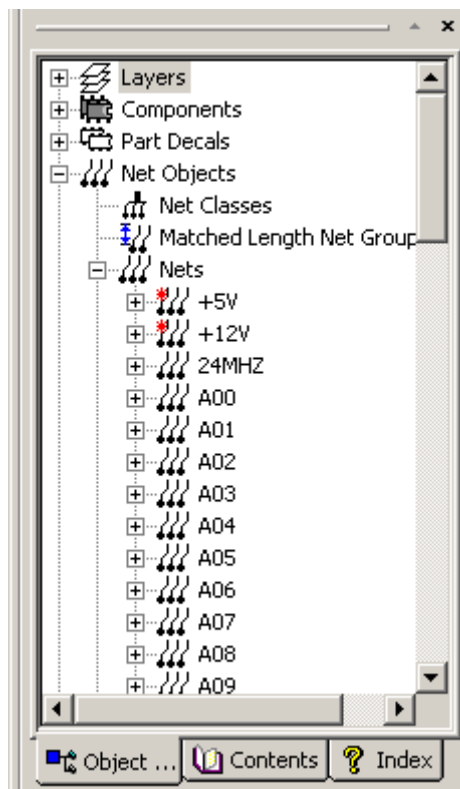 Layers
Components
Part Decals
Net Objects
Net Classes
Matched Length Net Group
Nets
+5V
+12V
24MHZ
A00
A01
A02
A03
A04
A05
A06
A07
A08
A09
Object ... Contents Index